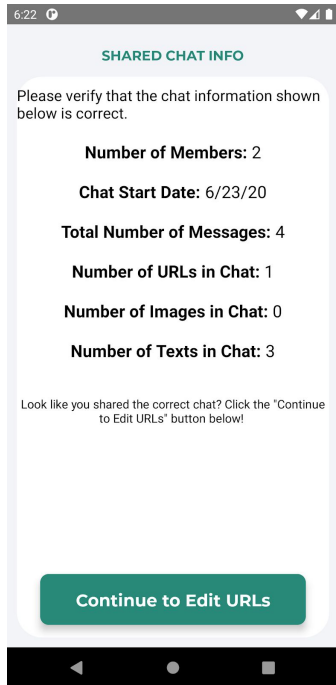 6:22
SHARED CHAT INFO
Please verify that the chat information shown
below is correct.
Number of Members: 2
Chat Start Date: 6/23/20
Total Number of Messages: 4
Number of URLs in Chat: 1
Number of Images in Chat: 0
Number of Texts in Chat: 3
Look like you shared the correct chat? Click the "Continue
to Edit URLs" button below!
Continue to Edit URLs